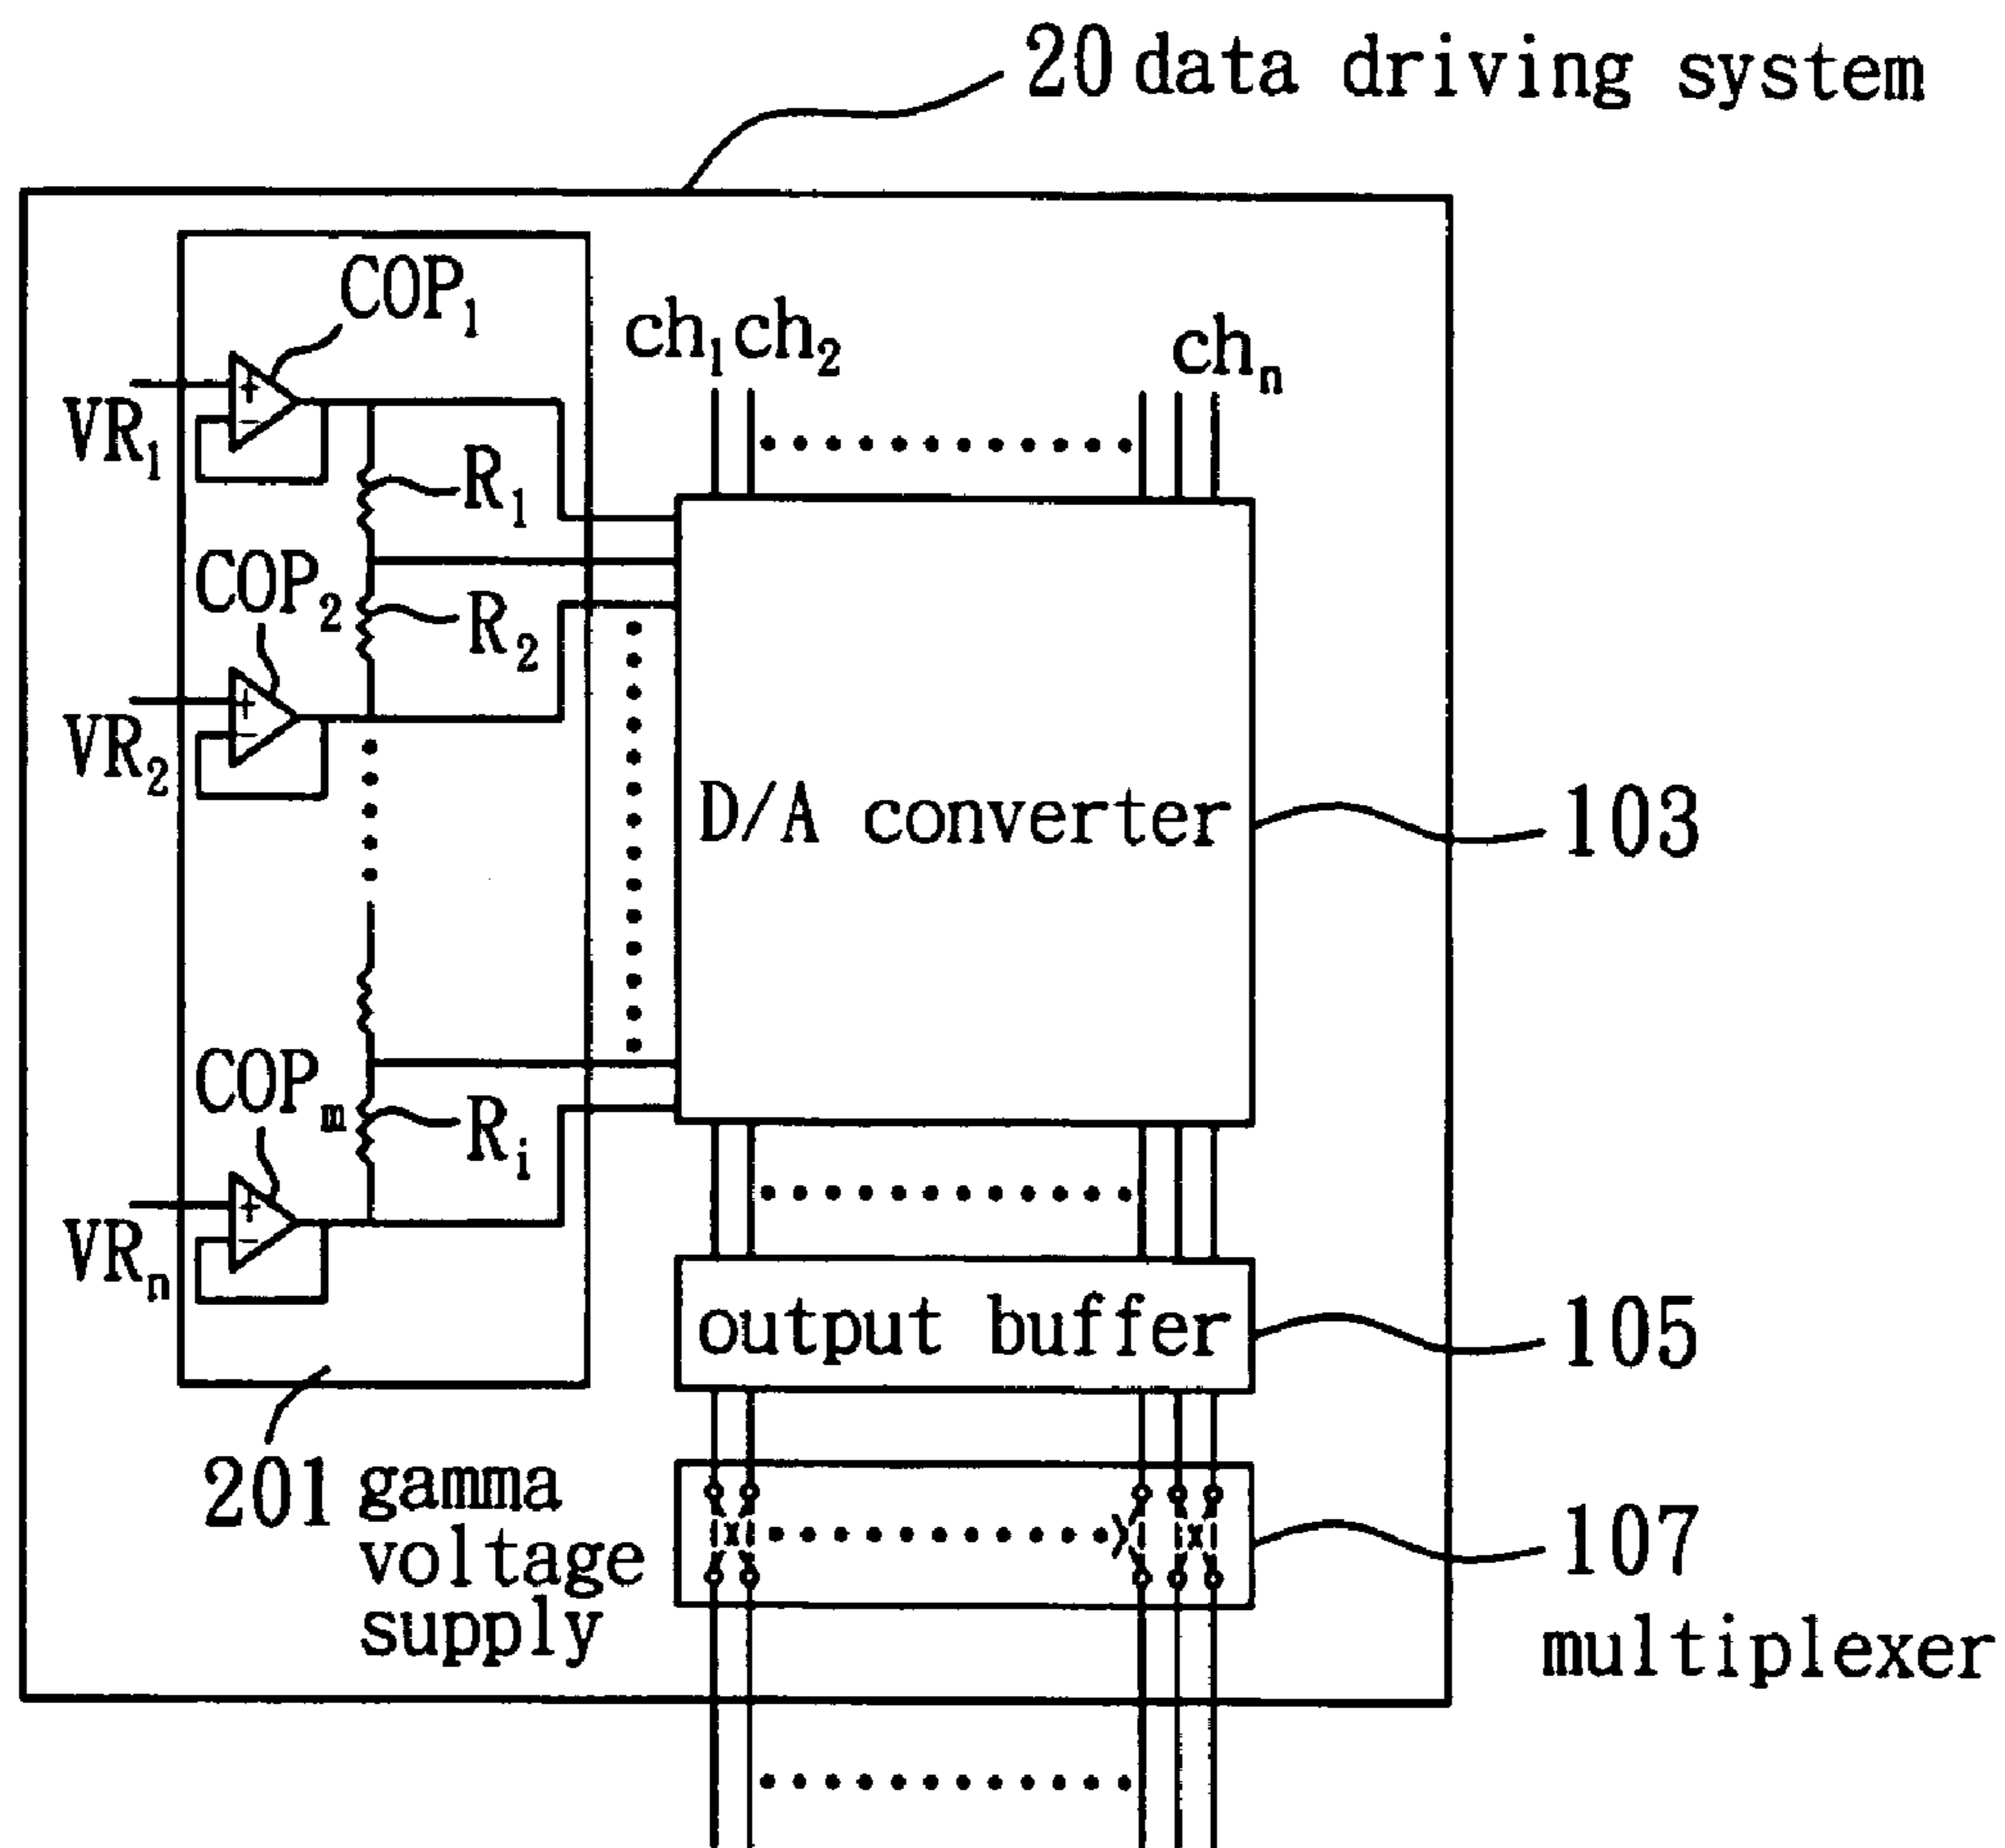 20 data driving system
COP₁
ch₁ ch₂
chₙ
+
-
VR₁
R₁
COP₂
R₂
+
-
VR₂
D/A converter
103
COPₘ
Rᵢ
+
-
VRₙ
output buffer
105
201 gamma
voltage
supply
107
multiplexer